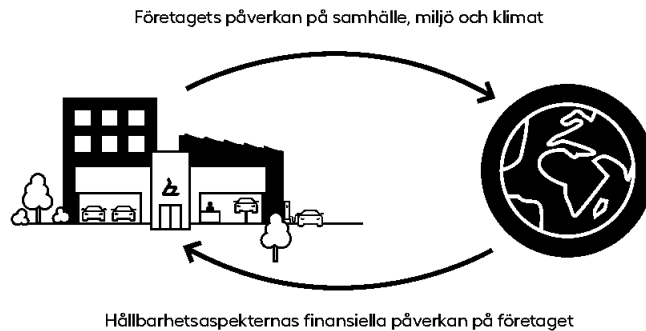 Företagets påverkan på samhälle, miljö och klimat
Hållbarhetsaspekternas finansiella påverkan på företaget